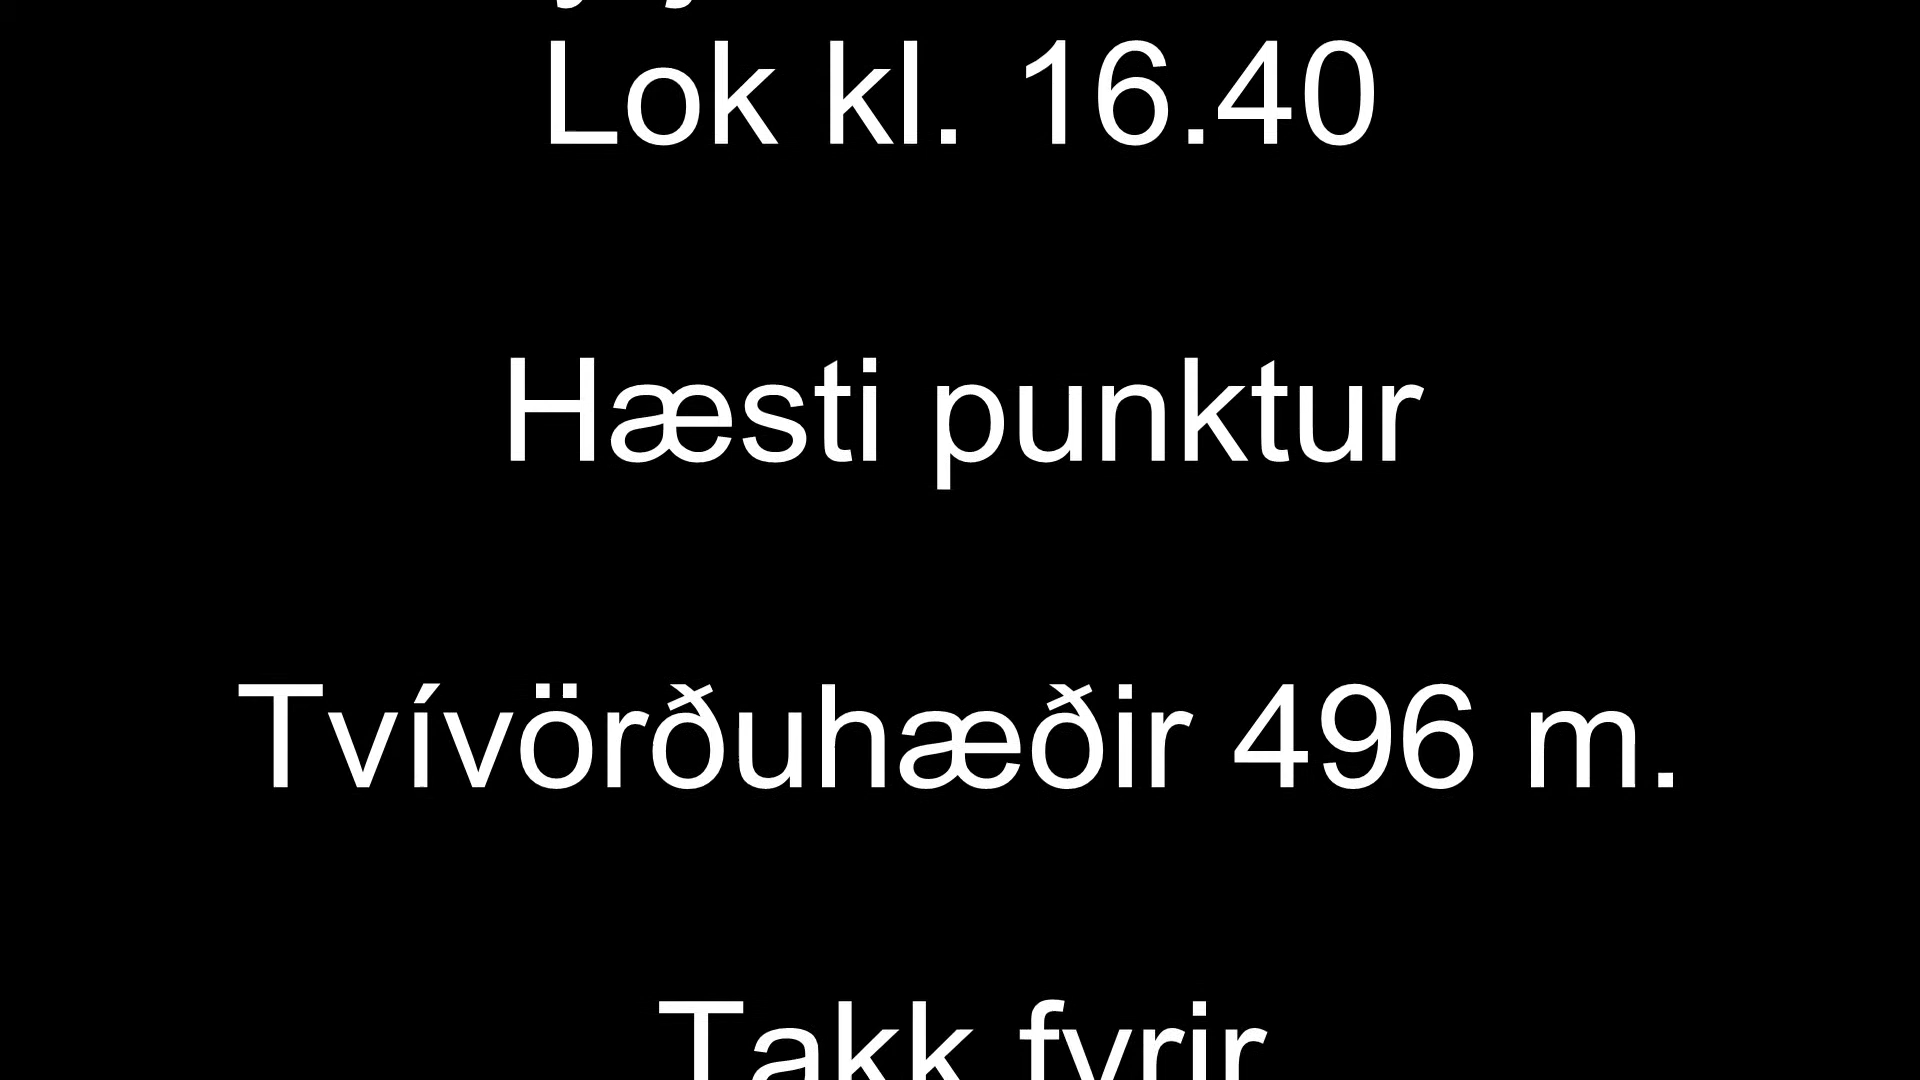 Lok kl. 16.40
Hæsti punktur
Tvívörðuhæðir 496 m.
Takk fyrir